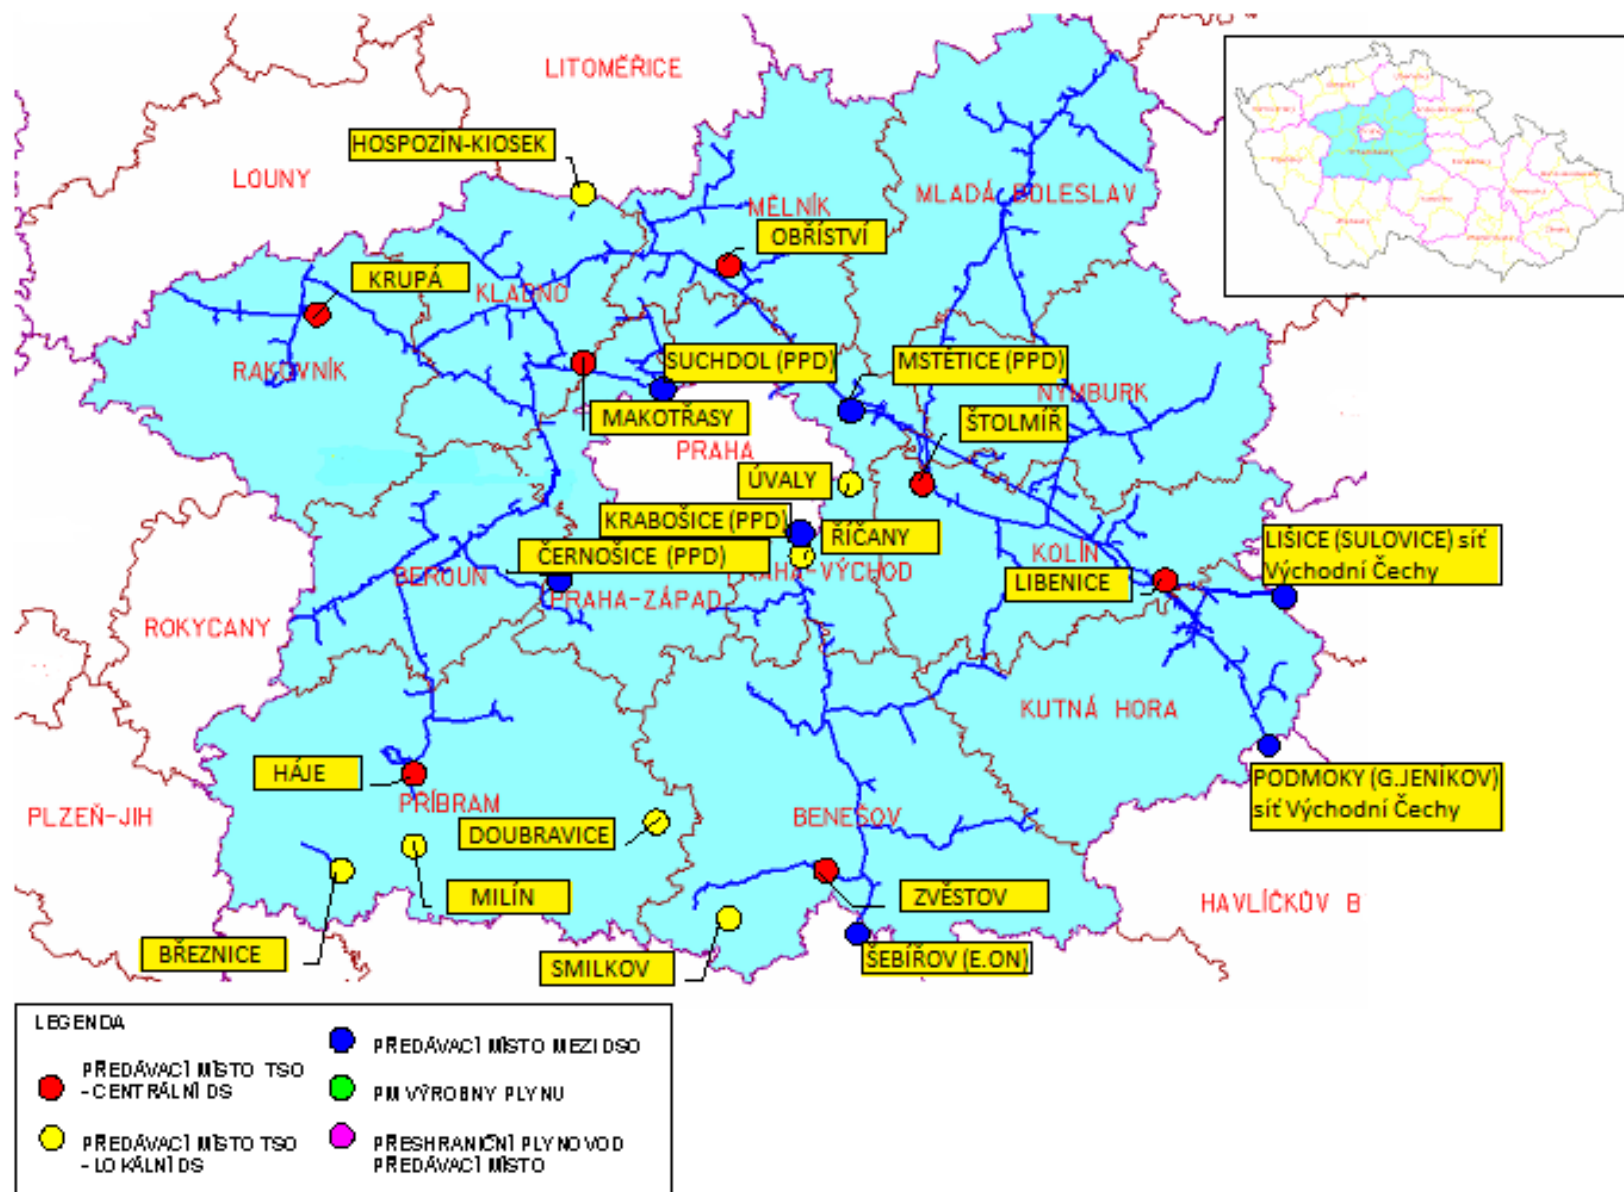 LITOMĚŘICE
HOSPOZÍN-KIOSEK
LOUNY
MLADÁ BOLESLAV
MĚLNÍK
OBŘÍSTVÍ
KRUPÁ
KLADNO
RAKOVNÍK
SUCHDOL (PPD)
MSTĚTICE (PPD)
NYMBURK
MAKOTŘASY
ŠTOLMÍŘ
PRAHA
ÚVALY
KRABOŠICE (PPD)
ŘÍČANY
LIŠICE (SULOVICE) síť
Východní Čechy
KOLÍN
ČERNOŠICE (PPD)
BEROUN
PRAHA-VÝCHOD
LIBENICE
PRAHA-ZÁPAD
ROKYCANY
KUTNÁ HORA
HÁJE
PODMOKY (G.JENÍKOV)
síť Východní Čechy
PŘÍBRAM
PLZEŇ-JIH
BENEŠOV
DOUBRAVICE
MILÍN
ZVĚSTOV
HAVLÍČKŮV B
BŘEZNICE
SMILKOV
ŠEBÍŘOV (E.ON)
LEGENDA
PŘEDÁVACÍ MÍSTO TSO
- CENTRÁLNÍ DS
PŘEDÁVACÍ MÍSTO TSO
- LOKÁLNÍ DS
PŘEDÁVACÍ MÍSTO MEZI DSO
PM VÝROBNY PLYNU
PŘESHRANIČNÍ PLYNOVOD
PŘEDÁVACÍ MÍSTO